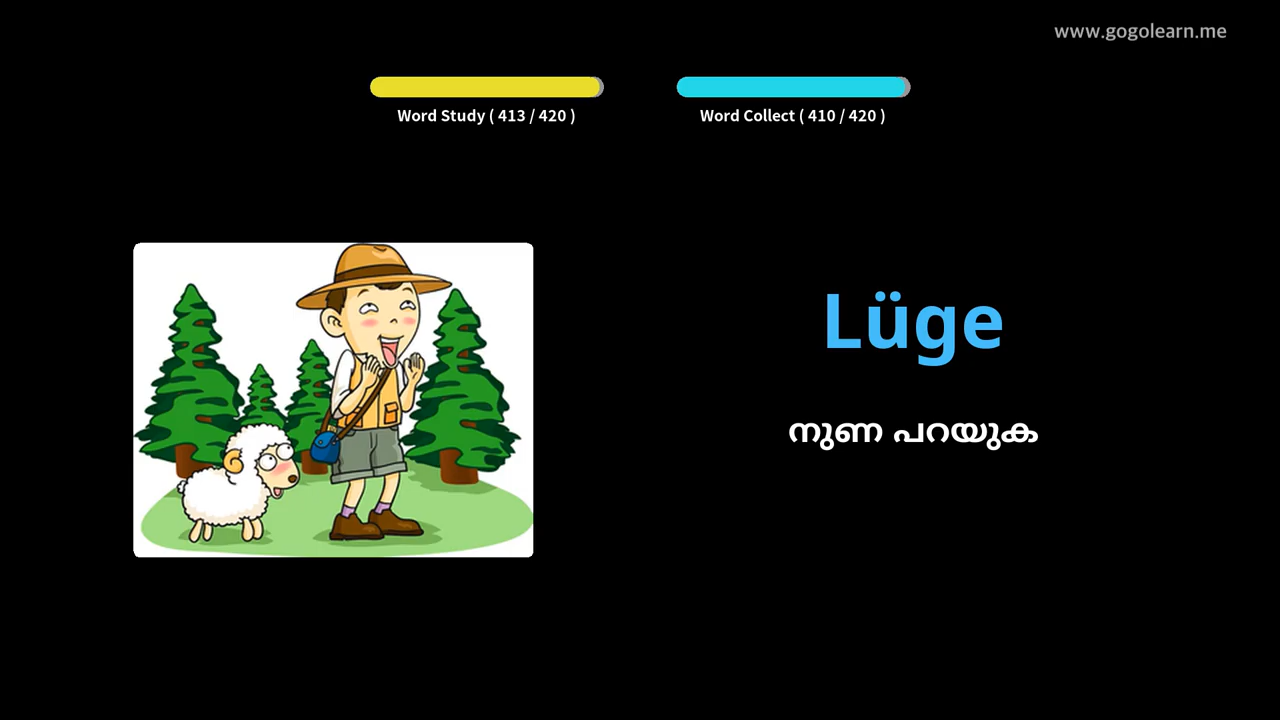 www.gogolearn.me
Word Study ( 413 / 420 )
Word Collect ( 410 / 420 )
Lüge
നുണ പറയുക